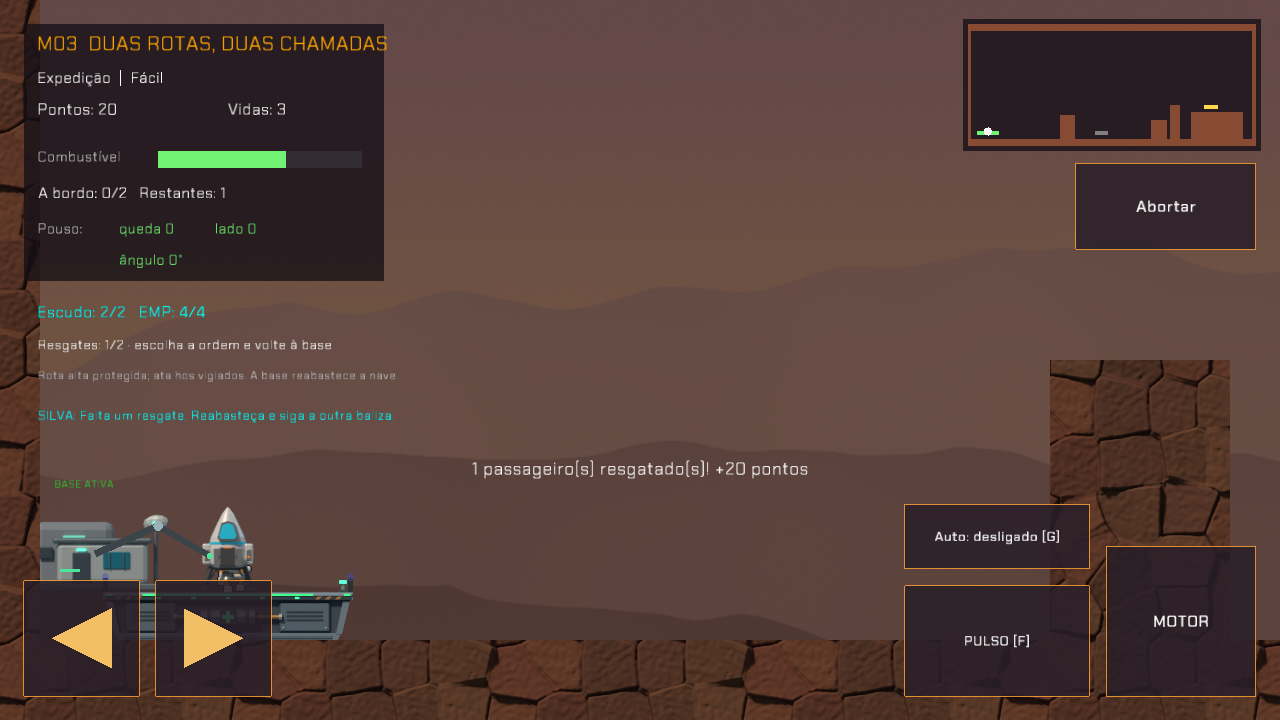 M03 DUAS ROTAS, DUAS CHAMADAS
Expedição | Fácil
Pontos: 20 Vidas: 3
Combustível
A bordo: 0/2 Restantes: 1
Pouso: queda 0 lado 0
ângulo 0°
Escudo: 2/2 EMP: 4/4
Resgates: 1/2 · escolha a ordem e volte à base
Rota alta protegida; ata hos vigiados. A base reabastece a nave
SILVA: Falta um resgate. Reabasteça e siga a outra baliza
1 passageiro(s) resgatado(s)! +20 pontos
BASE ATIVA
Abortar
Auto: desligado [G]
PULSO [F]
MOTOR